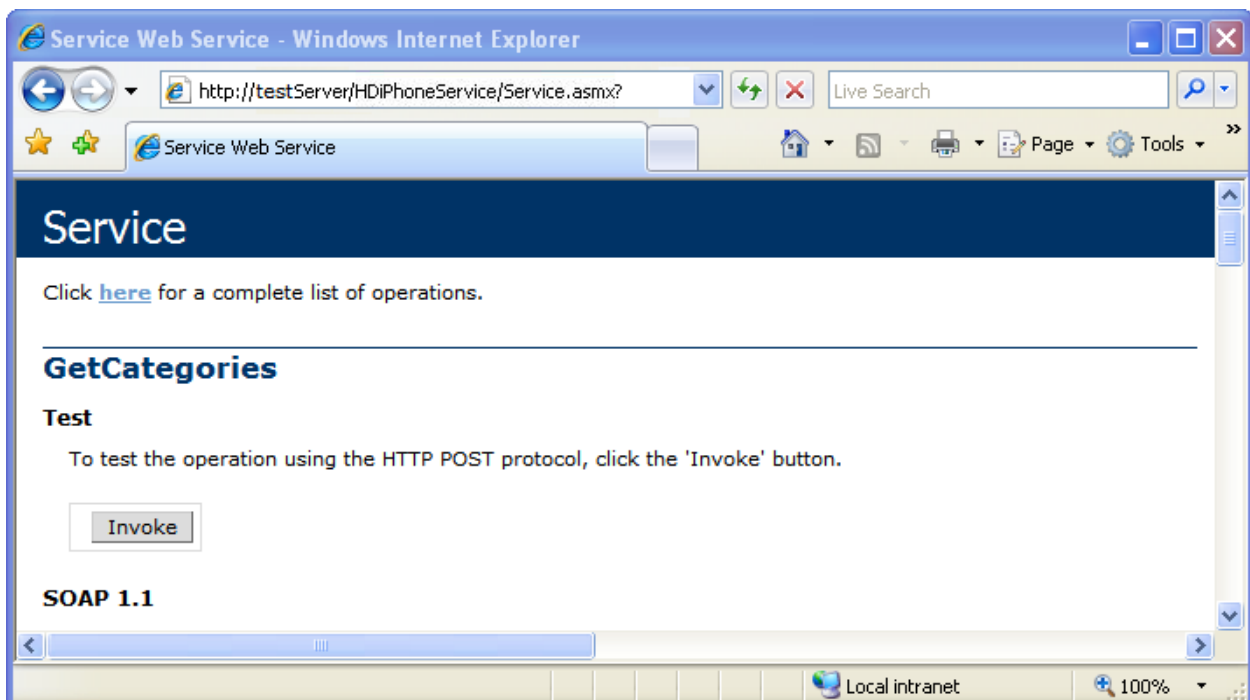 Service Web Service - Windows Internet Explorer
http://testServer/HDiPhoneService/Service.asmx?
Live Search
Service Web Service
Page
Tools
»
Service
Click here for a complete list of operations.
GetCategories
Test
To test the operation using the HTTP POST protocol, click the 'Invoke' button.
Invoke
SOAP 1.1
Local intranet
100%